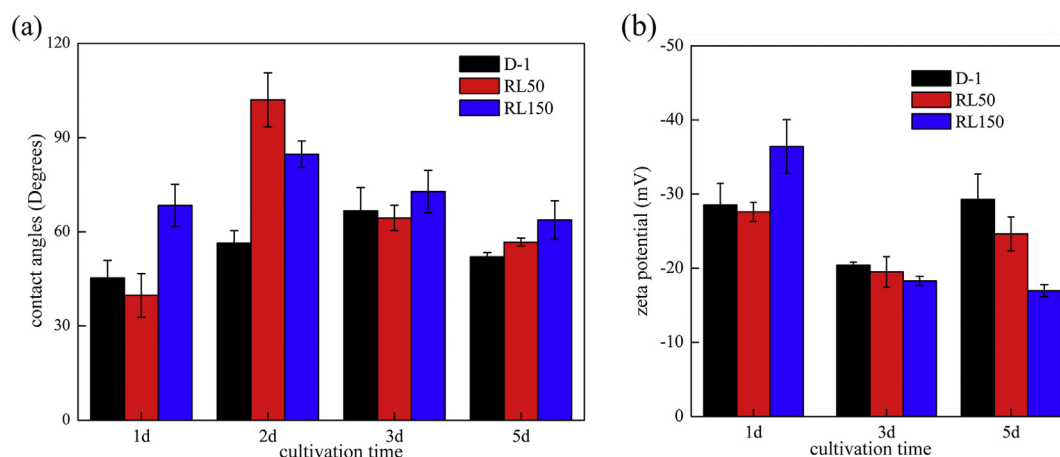 (a)
120
90
60
30
0
contact angles (Degrees)
D-1
RL50
RL150
1d 2d 3d 5d
cultivation time
(b)
-50
-40
-30
-20
-10
0
zeta potential (mV)
D-1
RL50
RL150
1d 3d 5d
cultivation time